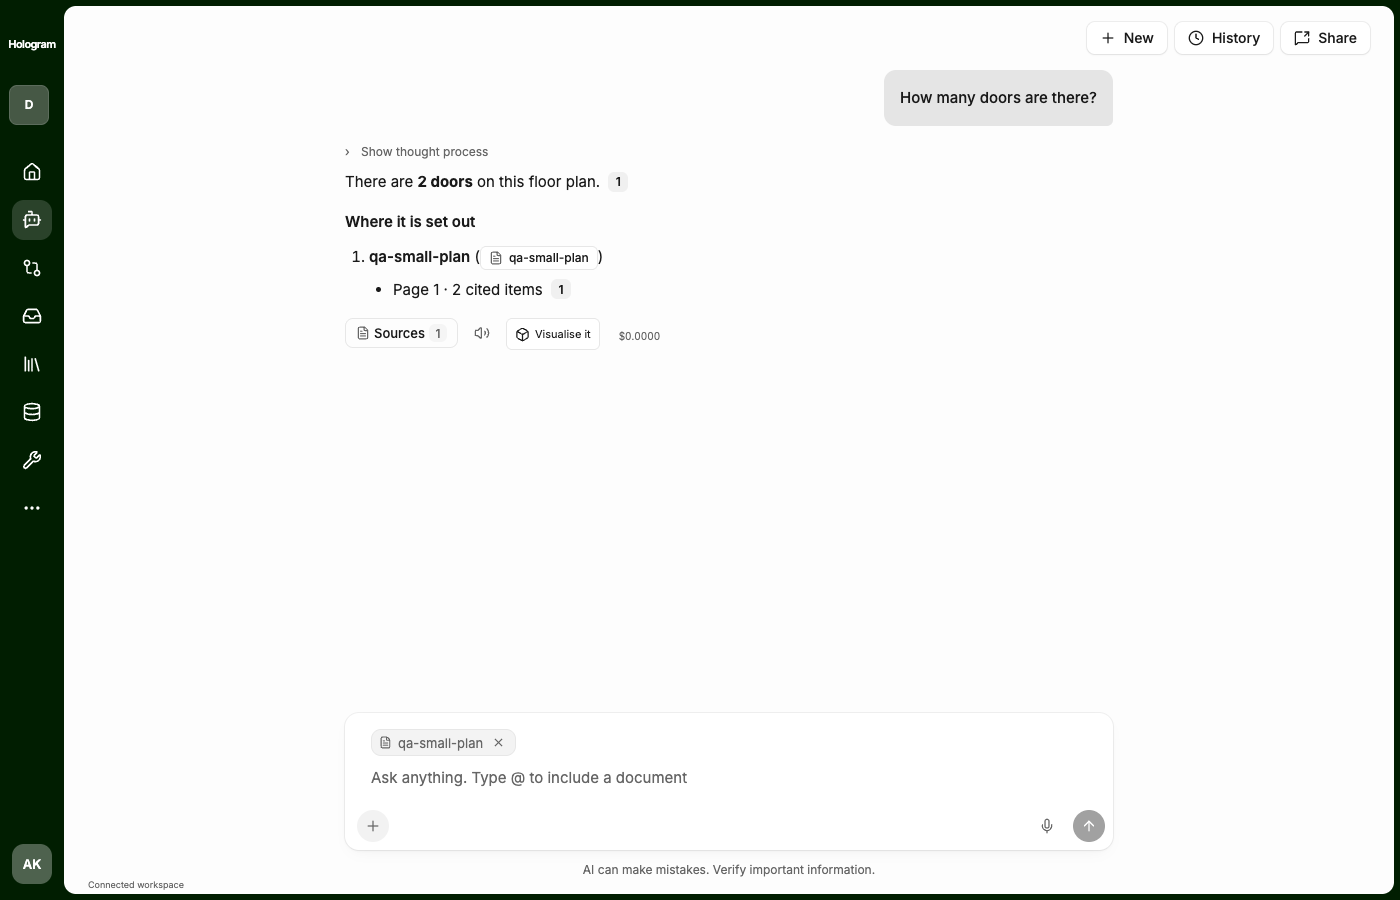 Hologram
New
History
Share
D
How many doors are there?
Show thought process
There are 2 doors on this floor plan. 1
Where it is set out
1. qa-small-plan ( qa-small-plan )
• Page 1 · 2 cited items 1
Sources 1
Visualise it
$0.0000
qa-small-plan
Ask anything. Type @ to include a document
AK
AI can make mistakes. Verify important information.
Connected workspace